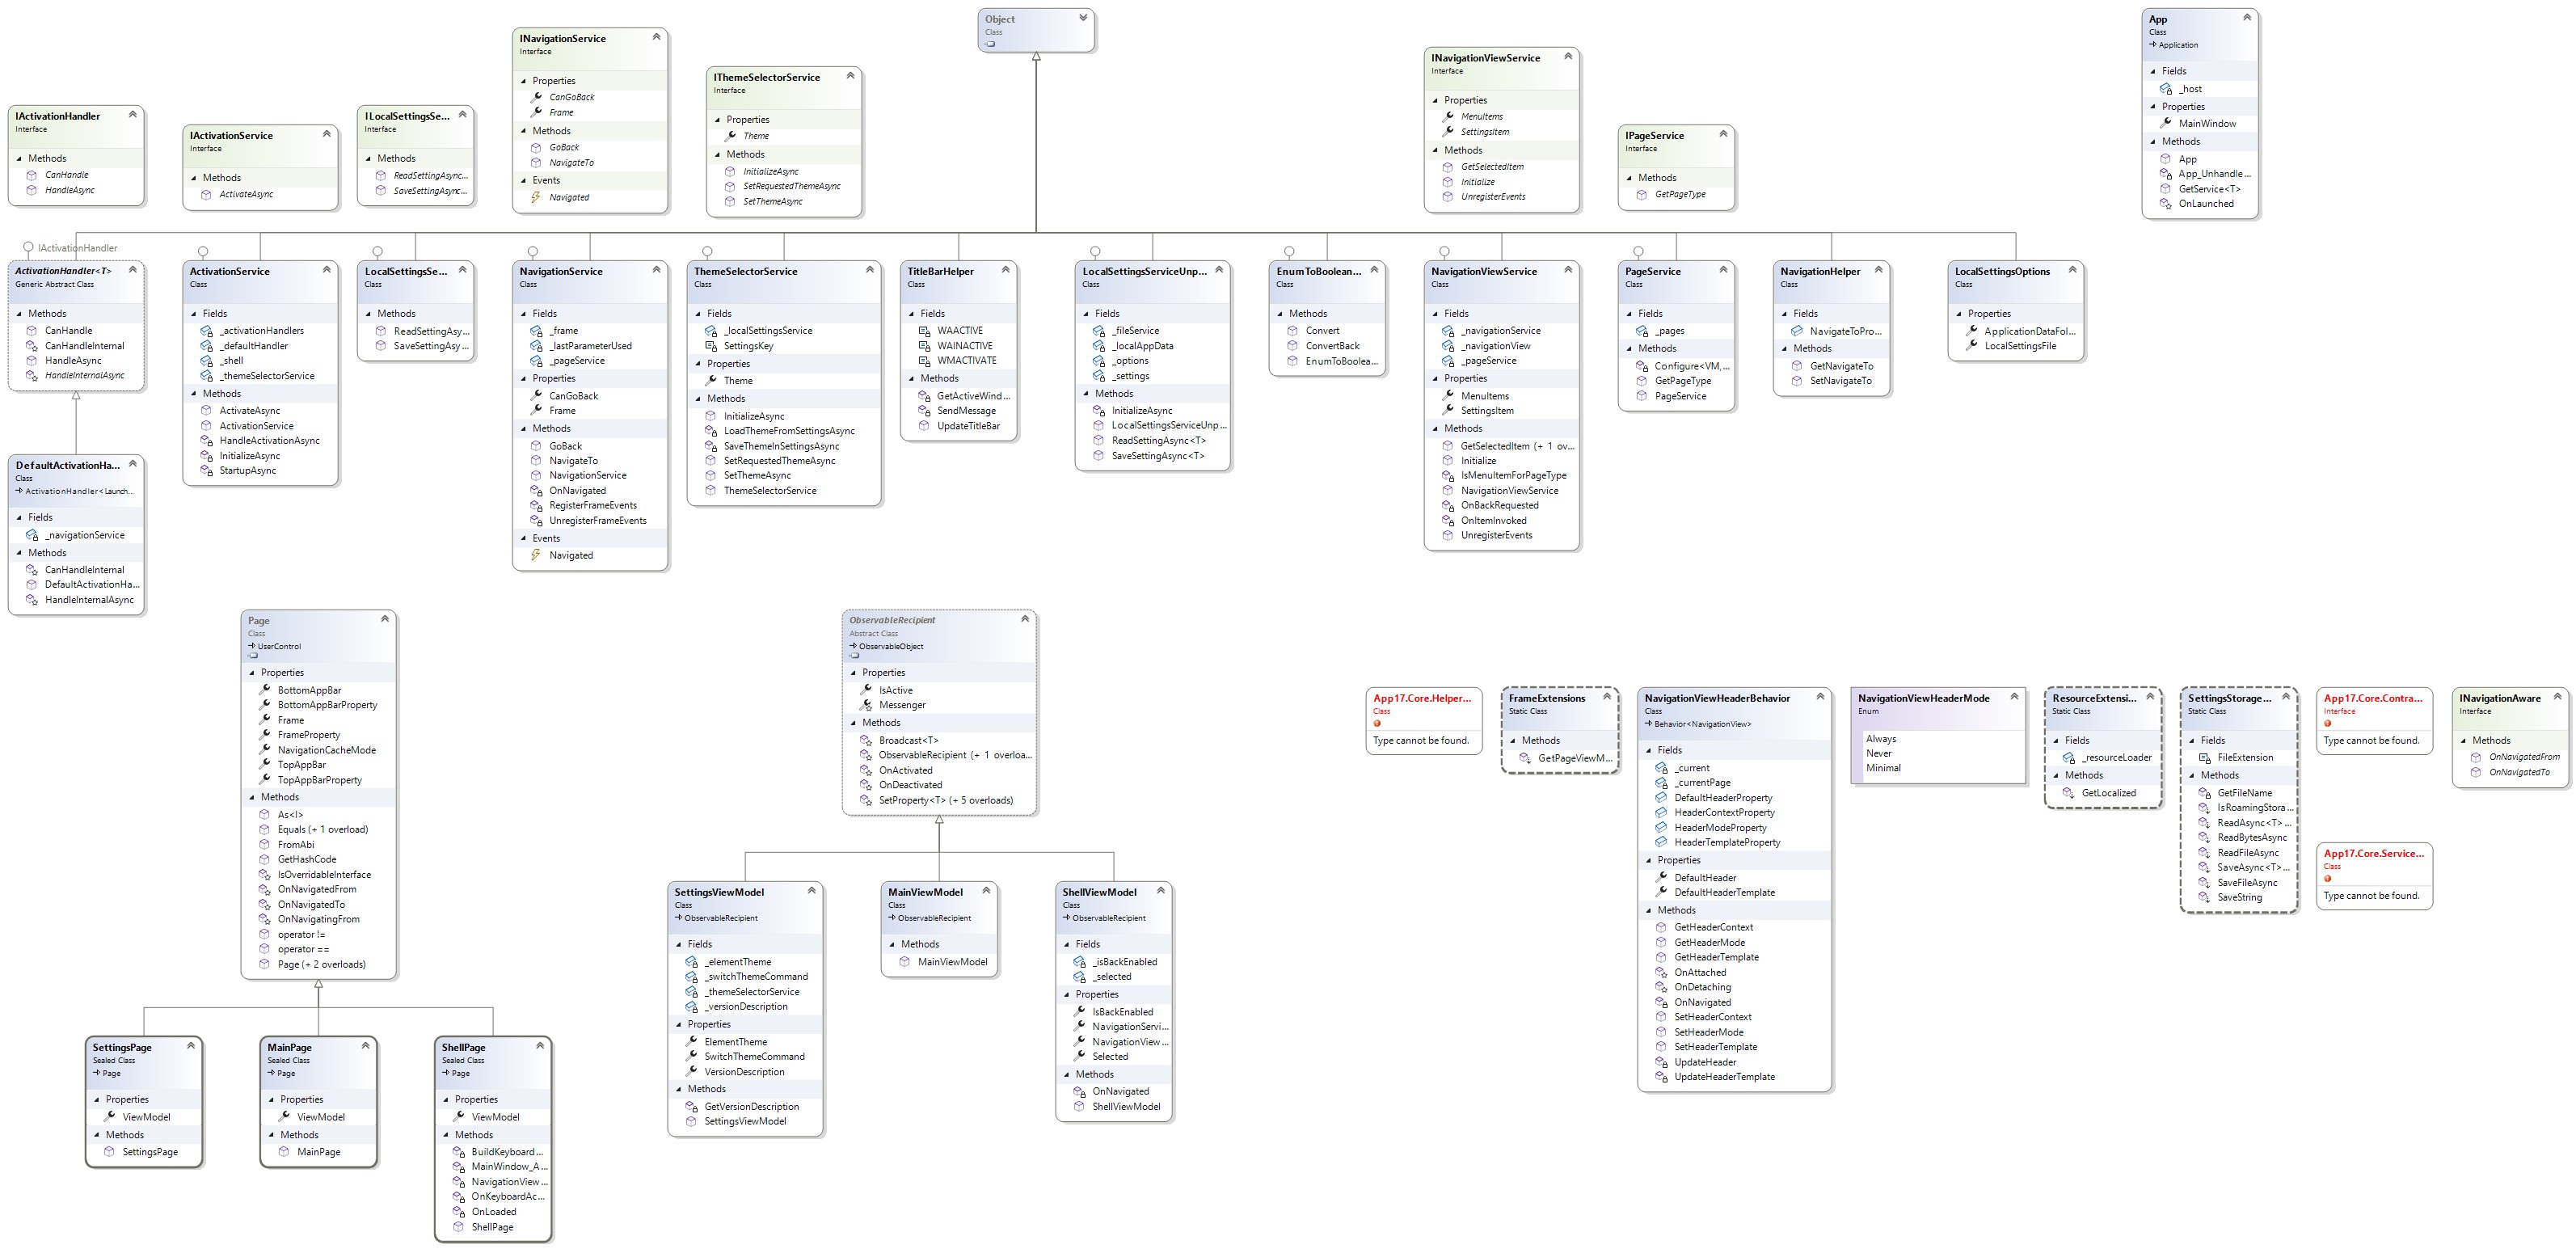 Object
Class
App
Class
Application
Fields
_host
Properties
MainWindow
Methods
App
App_Unhandle...
GetService<T>
OnLaunched
INavigationService
Interface
Properties
CanGoBack
Frame
Methods
GoBack
NavigateTo
Events
Navigated
IThemeSelectorService
Interface
Properties
Theme
Methods
InitializeAsync
SetRequestedThemeAsync
SetThemeAsync
INavigationViewService
Interface
Properties
MenuItems
SettingsItem
Methods
GetSelectedItem
Initialize
UnregisterEvents
IActivationHandler
Interface
Methods
CanHandle
HandleAsync
IActivationService
Interface
Methods
ActivateAsync
ILocalSettingsSe...
Interface
Methods
ReadSettingAsync...
SaveSettingAsync...
IPageService
Interface
Methods
GetPageType
IActivationHandler
ActivationHandler<T>
Generic Abstract Class
Methods
CanHandle
CanHandleInternal
HandleAsync
HandleInternalAsync
ActivationService
Class
Fields
_activationHandlers
_defaultHandler
_shell
_themeSelectorService
Methods
ActivateAsync
ActivationService
HandleActivationAsync
InitializeAsync
StartupAsync
LocalSettingsSe...
Class
Methods
ReadSettingAsy...
SaveSettingAsy...
NavigationService
Class
Fields
_frame
_lastParameterUsed
_pageService
Properties
CanGoBack
Frame
Methods
GoBack
NavigateTo
NavigationService
OnNavigated
RegisterFrameEvents
UnregisterFrameEvents
Events
Navigated
ThemeSelectorService
Class
Fields
_localSettingsService
SettingsKey
Properties
Theme
Methods
InitializeAsync
LoadThemeFromSettingsAsync
SaveThemeInSettingsAsync
SetRequestedThemeAsync
SetThemeAsync
ThemeSelectorService
TitleBarHelper
Class
Fields
WAACTIVE
WAINACTIVE
WMACTIVATE
Methods
GetActiveWind...
SendMessage
UpdateTitleBar
LocalSettingsServiceUnp...
Class
Fields
_fileService
_localAppData
_options
_settings
Methods
InitializeAsync
LocalSettingsServiceUnp...
ReadSettingAsync<T>
SaveSettingAsync<T>
EnumToBoolean...
Class
Methods
Convert
ConvertBack
EnumToBoolea...
NavigationViewService
Class
Fields
_navigationService
_navigationView
_pageService
Properties
MenuItems
SettingsItem
Methods
GetSelectedItem (+ 1 ov...
Initialize
IsMenuItemForPageType
NavigationViewService
OnBackRequested
OnItemInvoked
UnregisterEvents
PageService
Class
Fields
_pages
Methods
Configure<VM,...
GetPageType
PageService
NavigationHelper
Class
Fields
NavigateToPro...
Methods
GetNavigateTo
SetNavigateTo
LocalSettingsOptions
Class
Properties
ApplicationDataFol...
LocalSettingsFile
DefaultActivationHa...
Class
ActivationHandler<Launch...
Fields
_navigationService
Methods
CanHandleInternal
DefaultActivationHa...
HandleInternalAsync
Page
Class
UserControl
Properties
BottomAppBar
BottomAppBarProperty
Frame
FrameProperty
NavigationCacheMode
TopAppBar
TopAppBarProperty
Methods
As<I>
Equals (+ 1 overload)
FromAbi
GetHashCode
IsOverridableInterface
OnNavigatedFrom
OnNavigatedTo
OnNavigatingFrom
operator !=
operator ==
Page (+ 2 overloads)
ObservableRecipient
Abstract Class
ObservableObject
Properties
IsActive
Messenger
Methods
Broadcast<T>
ObservableRecipient (+ 1 overloa...
OnActivated
OnDeactivated
SetProperty<T> (+ 5 overloads)
App17.Core.Helper...
Class
Type cannot be found.
FrameExtensions
Static Class
Methods
GetPageViewM...
NavigationViewHeaderBehavior
Class
Behavior<NavigationView>
Fields
_current
_currentPage
DefaultHeaderProperty
HeaderContextProperty
HeaderModeProperty
HeaderTemplateProperty
Properties
DefaultHeader
DefaultHeaderTemplate
Methods
GetHeaderContext
GetHeaderMode
GetHeaderTemplate
OnAttached
OnDetaching
OnNavigated
SetHeaderContext
SetHeaderMode
SetHeaderTemplate
UpdateHeader
UpdateHeaderTemplate
NavigationViewHeaderMode
Enum
Always
Never
Minimal
ResourceExtensi...
Static Class
Fields
_resourceLoader
Methods
GetLocalized
SettingsStorage...
Static Class
Fields
FileExtension
Methods
GetFileName
IsRoamingStora...
ReadAsync<T>...
ReadBytesAsync
ReadFileAsync
SaveAsync<T>...
SaveFileAsync
SaveString
App17.Core.Contra...
Interface
Type cannot be found.
App17.Core.Service...
Class
Type cannot be found.
INavigationAware
Interface
Methods
OnNavigatedFrom
OnNavigatedTo
SettingsViewModel
Class
ObservableRecipient
Fields
_elementTheme
_switchThemeCommand
_themeSelectorService
_versionDescription
Properties
ElementTheme
SwitchThemeCommand
VersionDescription
Methods
GetVersionDescription
SettingsViewModel
MainViewModel
Class
ObservableRecipient
Methods
MainViewModel
ShellViewModel
Class
ObservableRecipient
Fields
_isBackEnabled
_selected
Properties
IsBackEnabled
NavigationServi...
NavigationView...
Selected
Methods
OnNavigated
ShellViewModel
SettingsPage
Sealed Class
Page
Properties
ViewModel
Methods
SettingsPage
MainPage
Sealed Class
Page
Properties
ViewModel
Methods
MainPage
ShellPage
Sealed Class
Page
Properties
ViewModel
Methods
BuildKeyboard...
MainWindow_A...
NavigationView...
OnKeyboardAc...
OnLoaded
ShellPage